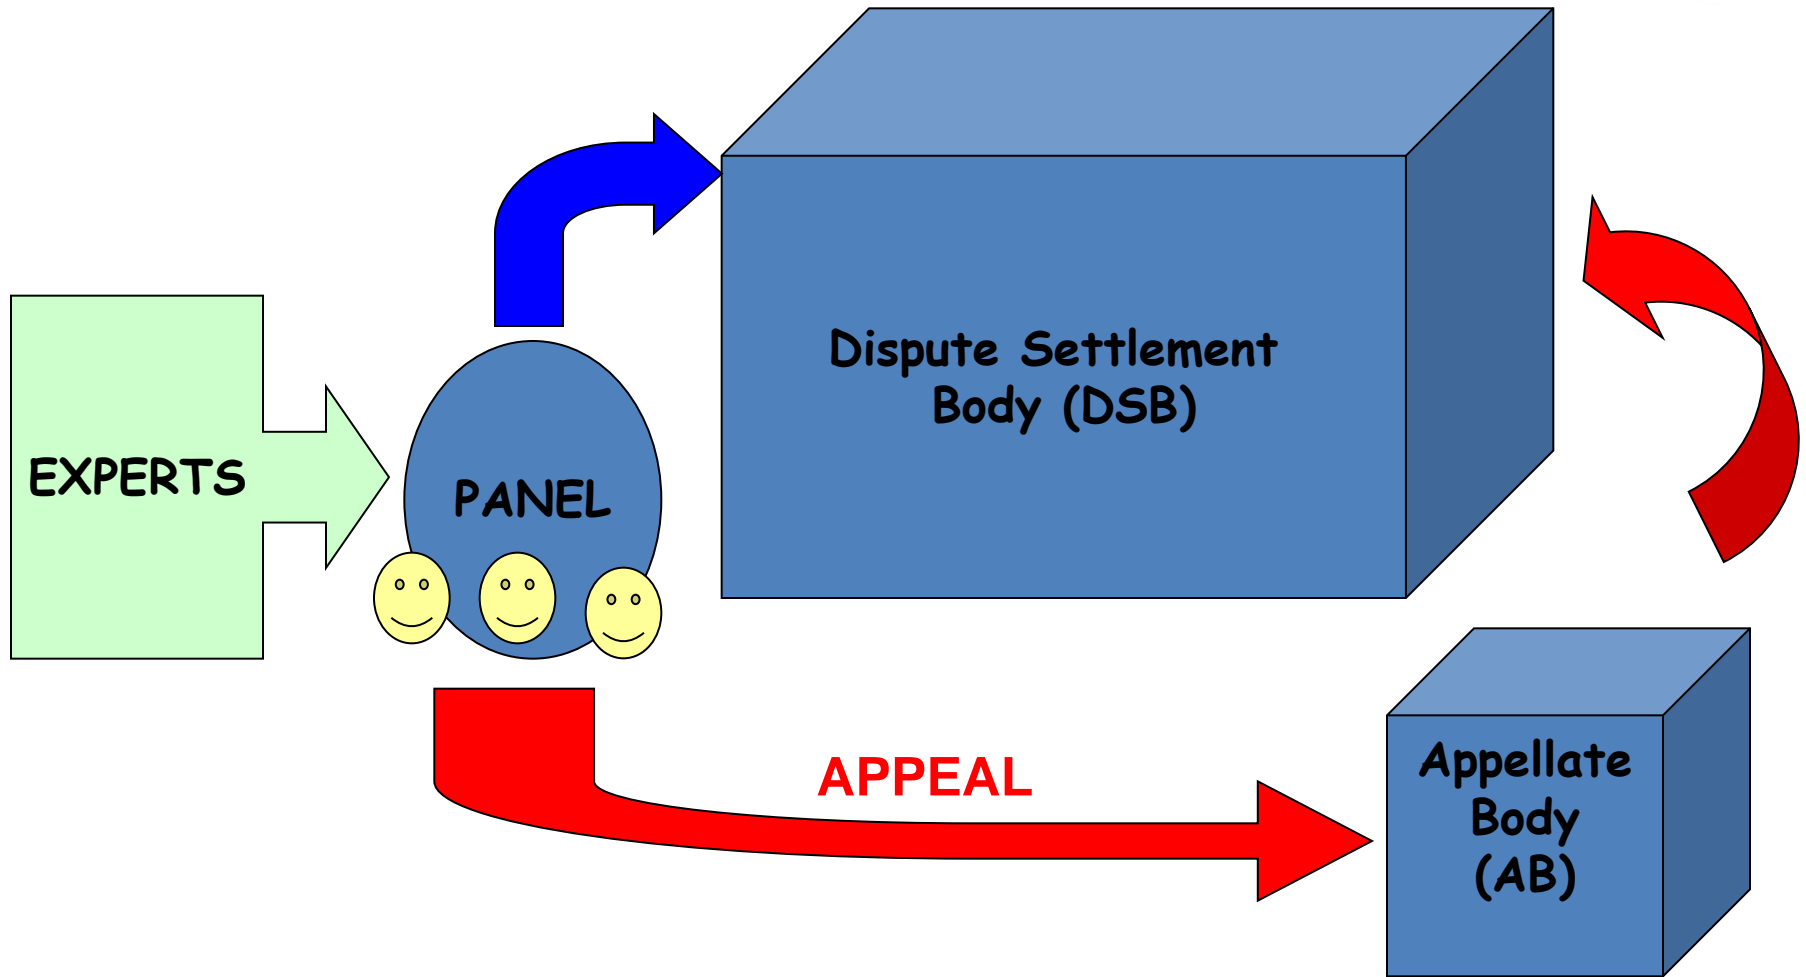 Dispute Settlement
Body (DSB)
EXPERTS
PANEL
APPEAL
Appellate
Body
(AB)